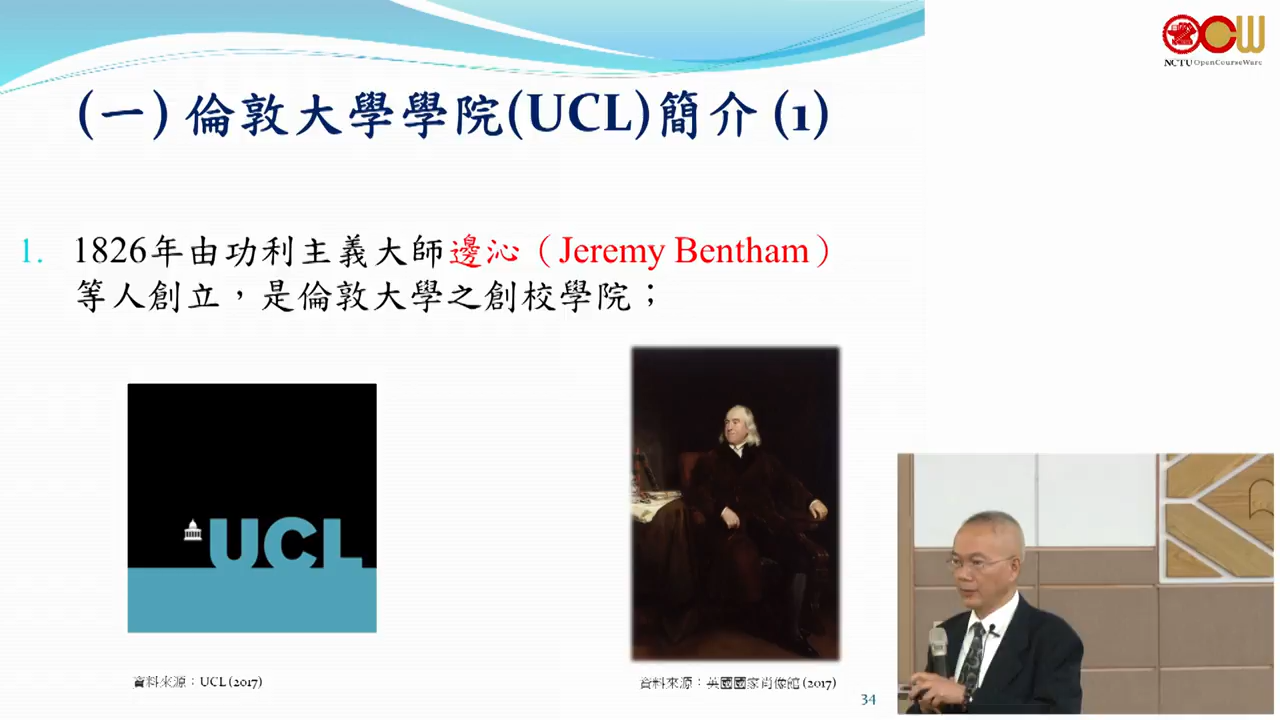 OCW
NCTU OpenCourseWare
(一) 倫敦大學學院(UCL)簡介 (1)
1. 1826年由功利主義大師邊沁（Jeremy Bentham）
等人創立，是倫敦大學之創校學院；
UCL
資料來源：UCL (2017)
資料來源：英國國家肖像館 (2017)
34